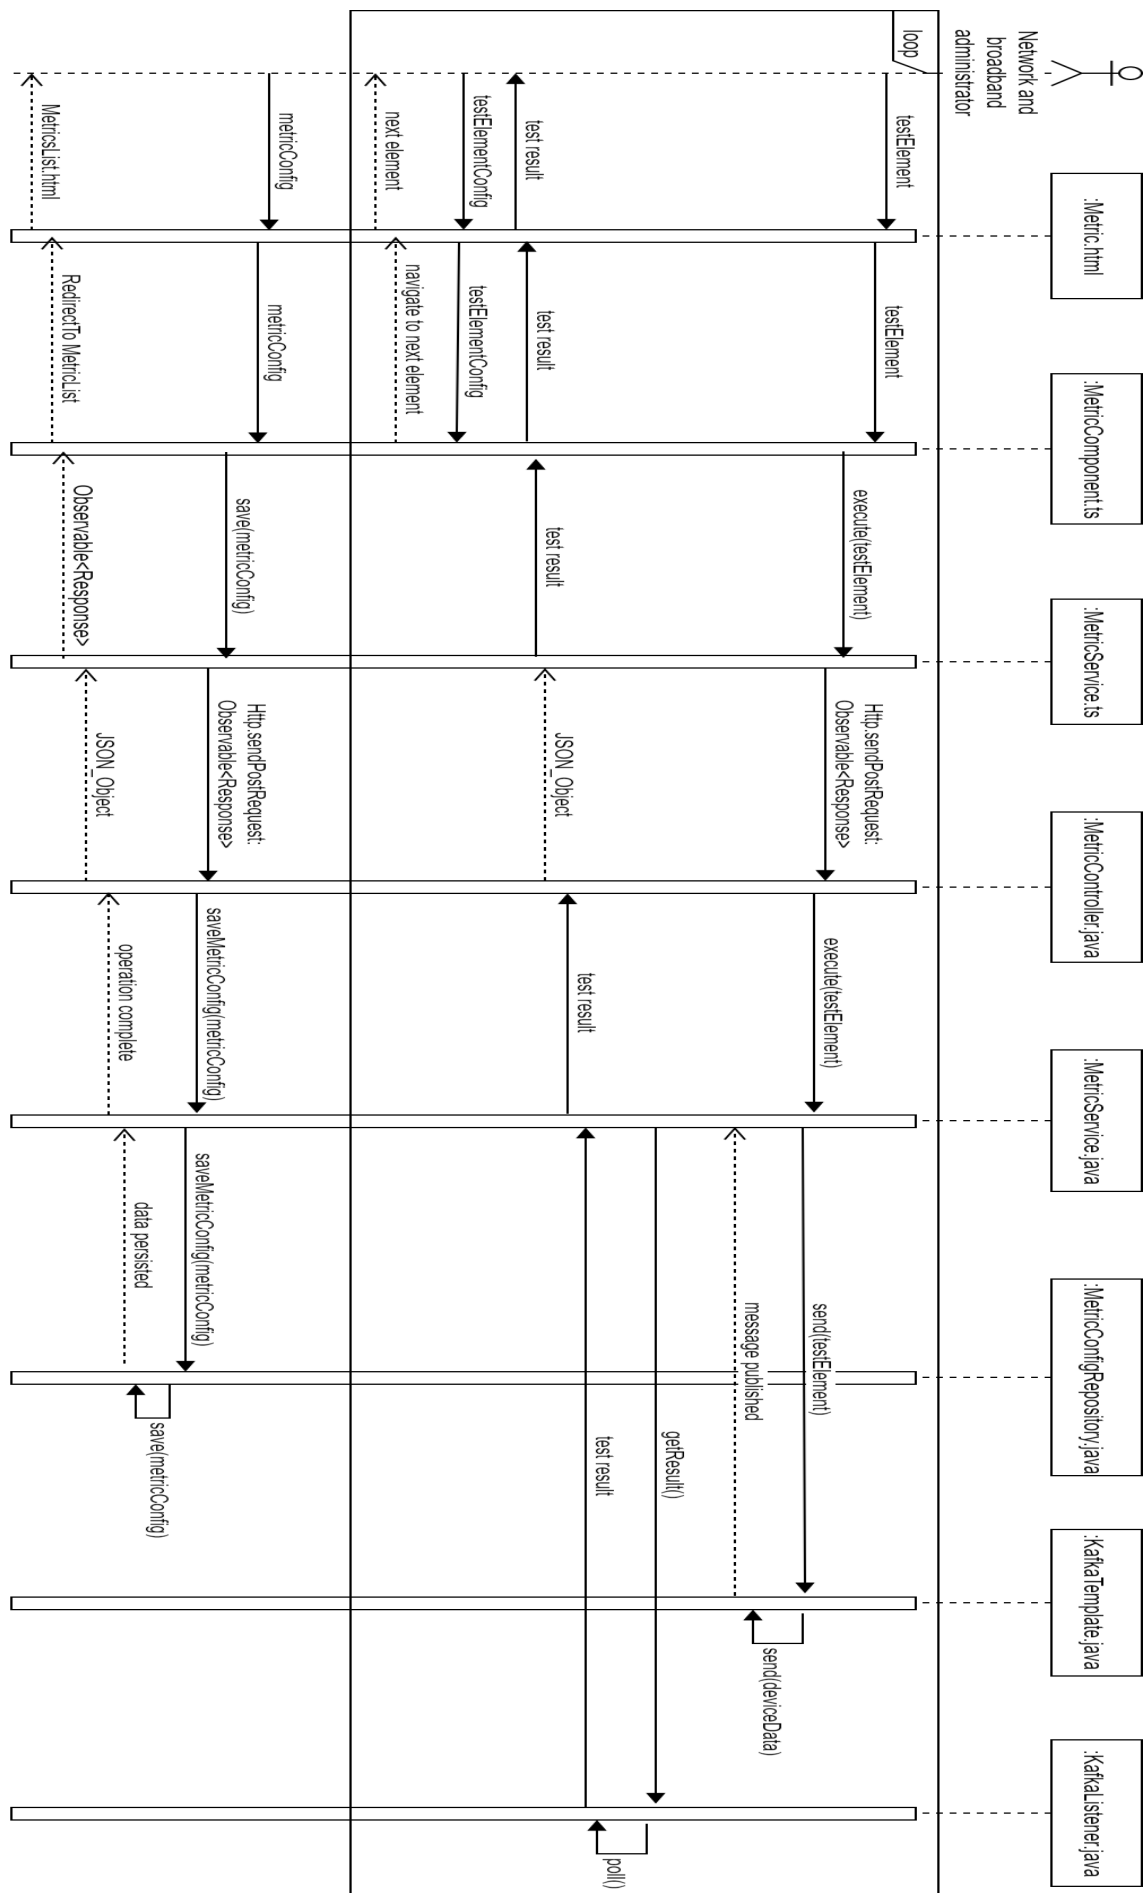 Network and
broadband
administrator
:Metric.html
:MetricComponent.ts
:MetricService.ts
:MetricController.java
:MetricService.java
:MetricConfigRepository.java
:KafkaTemplate.java
:KafkaListener.java
loop
testElement
testElement
execute(testElement)
Http.sendPostRequest:
Observable<Response>
execute(testElement)
send(testElement)
send(deviceData)
message published
getResult()
poll()
test result
test result
JSON_Object
test result
test result
test result
testElementConfig
testElementConfig
navigate to next element
next element
metricConfig
metricConfig
save(metricConfig)
Http.sendPostRequest:
Observable<Response>
saveMetricConfig(metricConfig)
saveMetricConfig(metricConfig)
save(metricConfig)
data persisted
operation complete
JSON_Object
Observable<Response>
RedirectTo MetricList
MetricsList.html